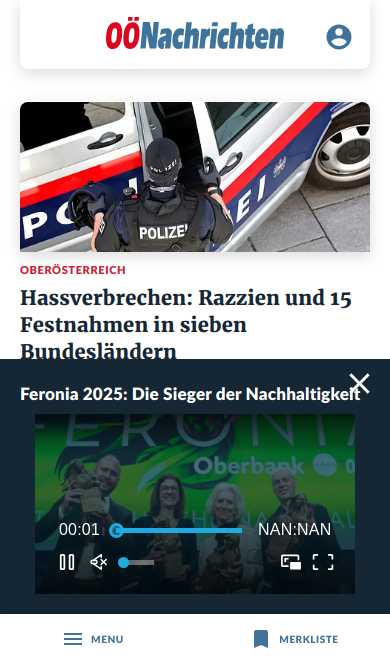 OÖNachrichten
POLIZEI
POLIZEI
OBERÖSTERREICH
Hassverbrechen: Razzien und 15
Festnahmen in sieben
Bundesländern
Feronia 2025: Die Sieger der Nachhaltigkeit
FERONIA
Oberbank
00:01
NAN:NAN
MENU
MERKLISTE